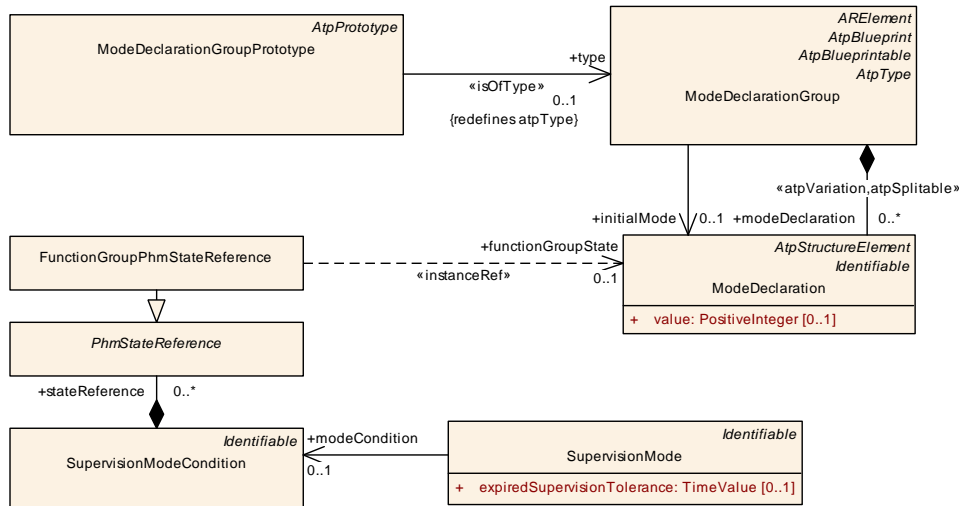 AtpPrototype
ModeDeclarationGroupPrototype
ARElement
AtpBlueprint
AtpBlueprintable
AtpType
ModeDeclarationGroup
+type
«isOfType»
0..1
{redefines atpType}
«atpVariation,atpSplitable»
+initialMode
0..1
+modeDeclaration
0..*
FunctionGroupPhmStateReference
+functionGroupState
«instanceRef»
0..1
AtpStructureElement
Identifiable
ModeDeclaration
+ value: PositiveInteger [0..1]
PhmStateReference
+stateReference
0..*
Identifiable
SupervisionModeCondition
+modeCondition
0..1
Identifiable
SupervisionMode
+ expiredSupervisionTolerance: TimeValue [0..1]